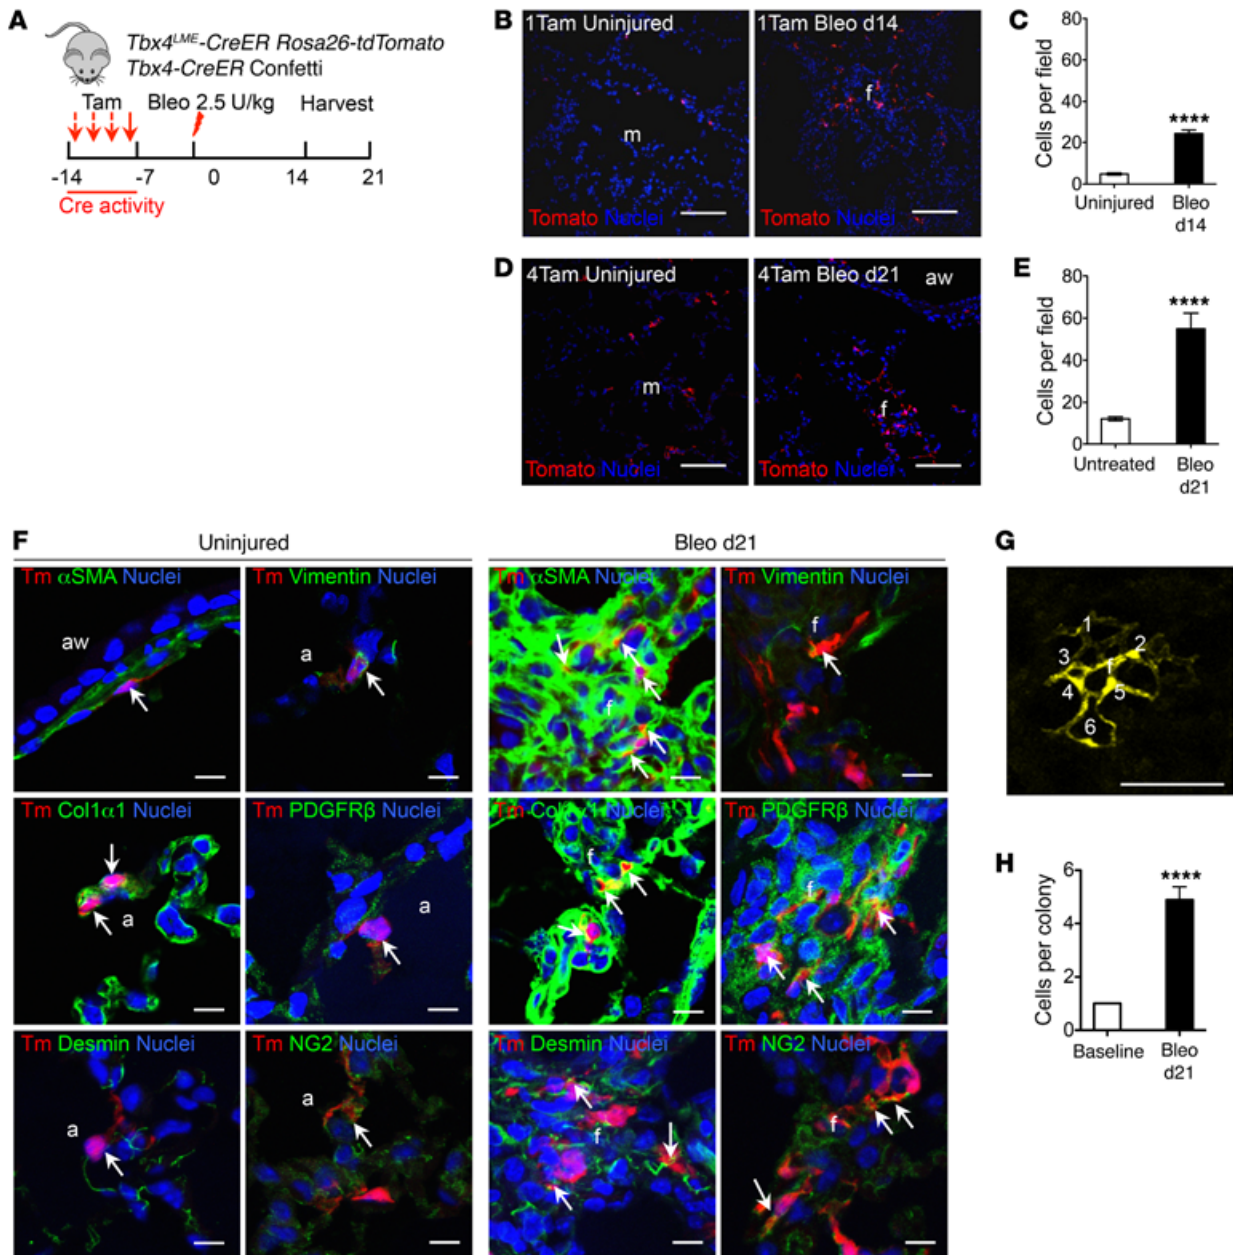 A
Tbx4LME-CreER Rosa26-tdTomato
Tbx4-CreER Confetti
Tam Bleo 2.5 U/kg Harvest
-14 -7 0 14 21
Cre activity
B
1Tam Uninjured
m
Tomato Nuclei
1Tam Bleo d14
f
Tomato Nuclei
C
Cells per field
80
60
40
20
0
****
Uninjured
Bleo
d14
D
4Tam Uninjured
m
Tomato Nuclei
4Tam Bleo d21
aw
f
Tomato Nuclei
E
Cells per field
80
60
40
20
0
****
Untreated
Bleo
d21
F
Uninjured
Bleo d21
Tm αSMA Nuclei
aw
Tm Vimentin Nuclei
a
Tm αSMA Nuclei
f
Tm Vimentin Nuclei
f
Tm Col1α1 Nuclei
a
Tm PDGFRβ Nuclei
a
Tm Col1α1 Nuclei
f
Tm PDGFRβ Nuclei
f
Tm Desmin Nuclei
a
Tm NG2 Nuclei
a
Tm Desmin Nuclei
f
Tm NG2 Nuclei
f
G
1
2
3
f
4
5
6
H
Cells per colony
6
4
2
0
****
Baseline
Bleo
d21